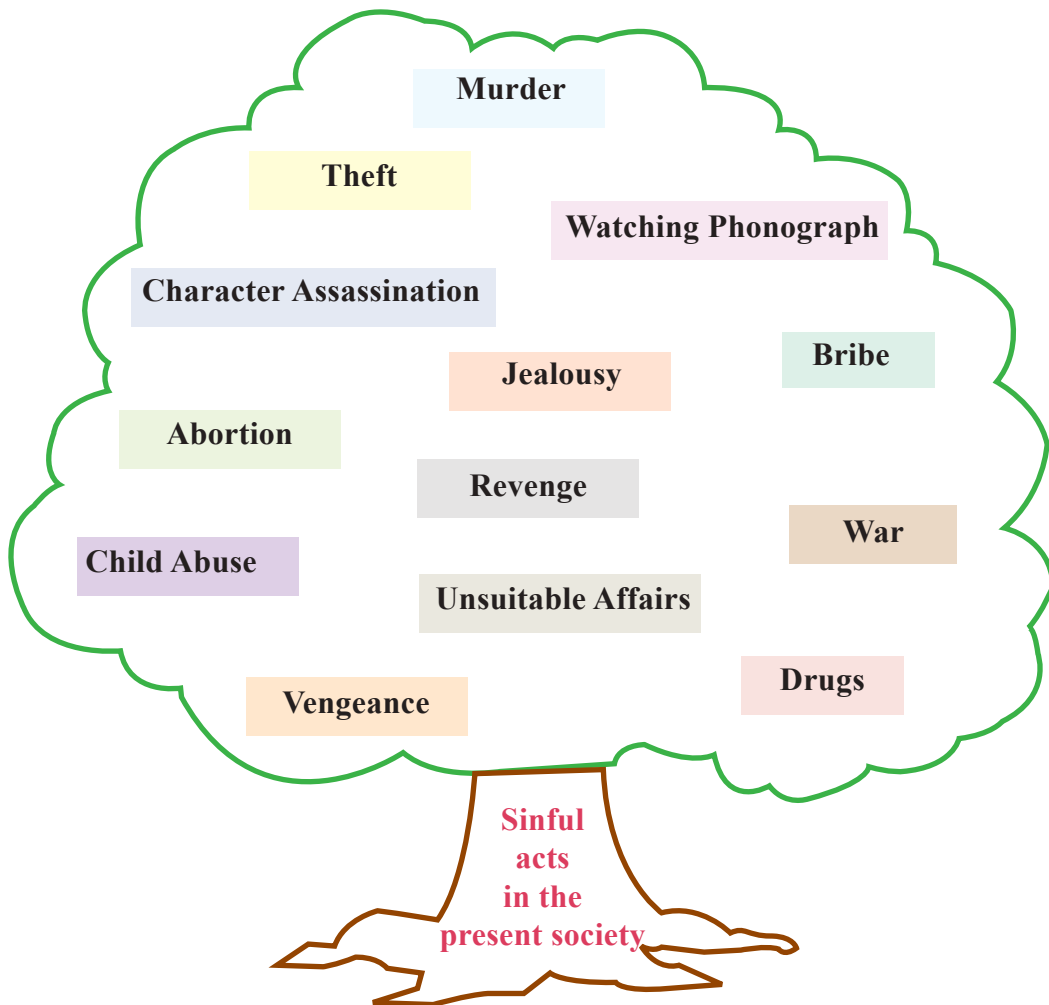 Murder
Theft
Watching Phonograph
Character Assassination
Bribe
Jealousy
Abortion
Revenge
War
Child Abuse
Unsuitable Affairs
Drugs
Vengeance
Sinful
acts
in the
present society